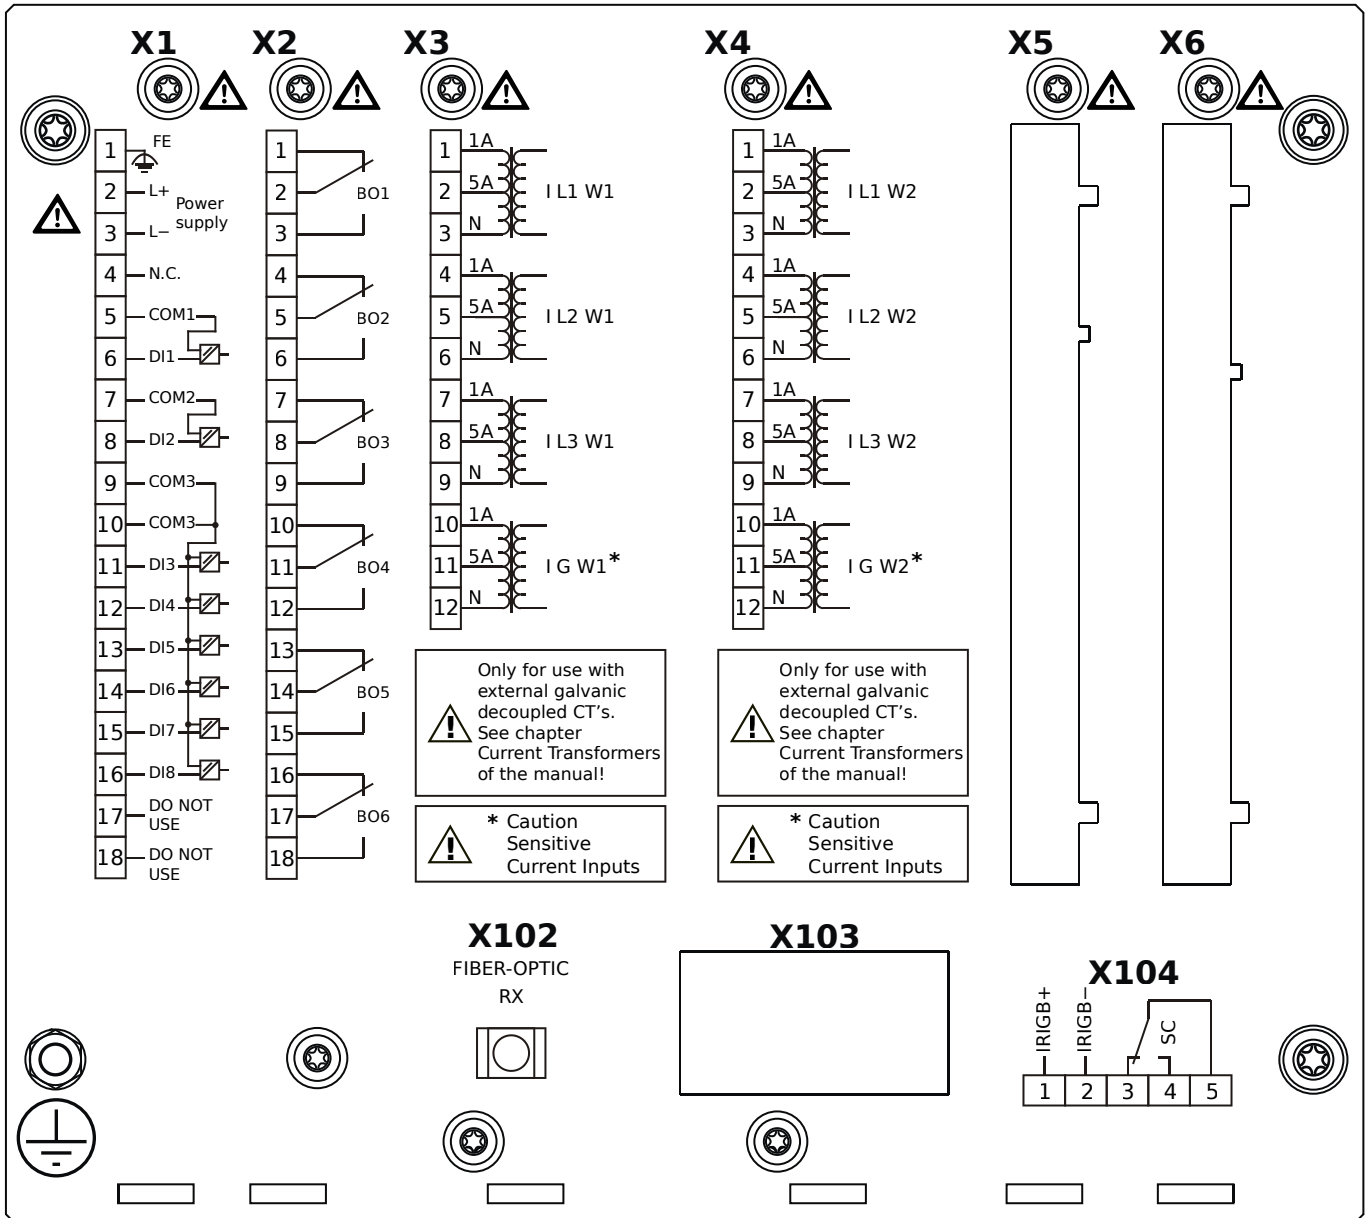 X1
X2
X3
X4
X5
X6
1
FE
2
L+
Power
supply
3
L−
4
N.C.
5
COM1
6
DI1
7
COM2
8
DI2
9
COM3
10
COM3
11
DI3
12
DI4
13
DI5
14
DI6
15
DI7
16
DI8
17
DO NOT
USE
18
DO NOT
USE
1
2
BO1
3
4
5
BO2
6
7
8
BO3
9
10
11
BO4
12
13
14
BO5
15
16
17
BO6
18
1
1A
2
5A
I L1 W1
3
N
4
1A
5
5A
I L2 W1
6
N
7
1A
8
5A
I L3 W1
9
N
10
1A
11
5A
I G W1*
12
N
Only for use with
external galvanic
decoupled CT's.
See chapter
Current Transformers
of the manual!
* Caution
Sensitive
Current Inputs
1
1A
2
5A
I L1 W2
3
N
4
1A
5
5A
I L2 W2
6
N
7
1A
8
5A
I L3 W2
9
N
10
1A
11
5A
I G W2*
12
N
Only for use with
external galvanic
decoupled CT's.
See chapter
Current Transformers
of the manual!
* Caution
Sensitive
Current Inputs
X102
FIBER-OPTIC
RX
X103
X104
IRIGB+
IRIGB−
SC
1 2 3 4 5